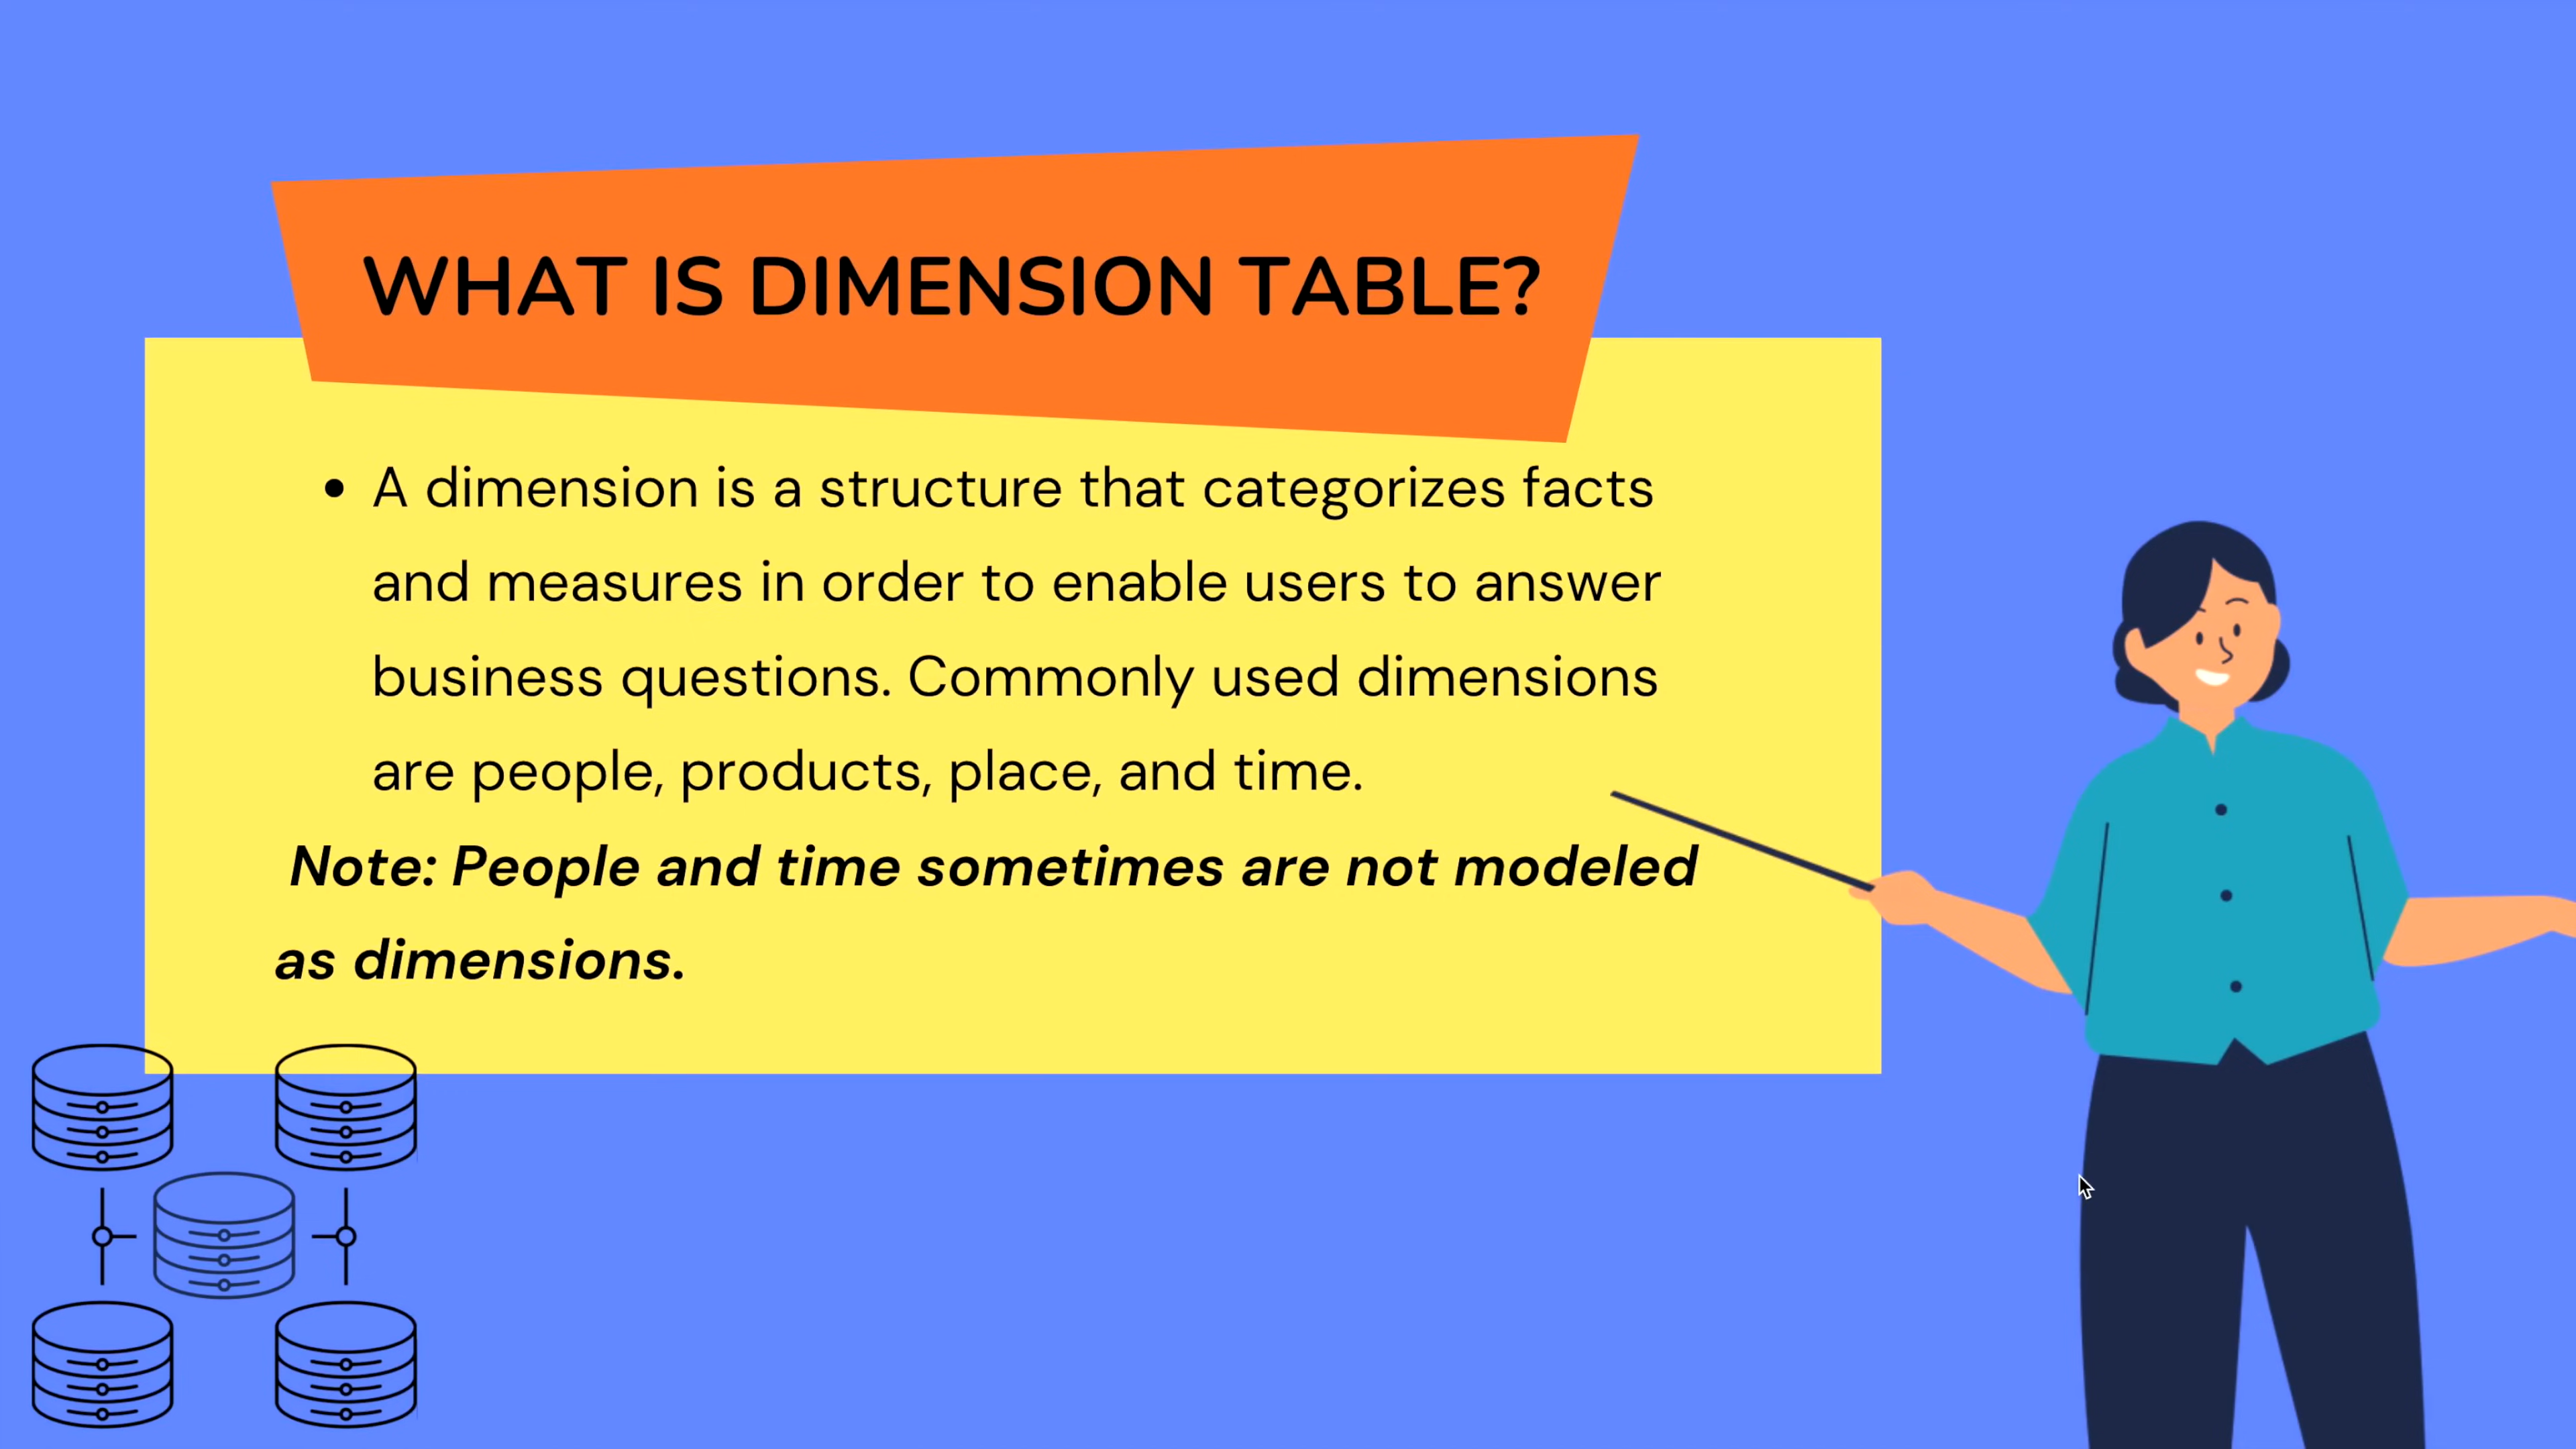 WHAT IS DIMENSION TABLE?
• A dimension is a structure that categorizes facts
and measures in order to enable users to answer
business questions. Commonly used dimensions
are people, products, place, and time.
Note: People and time sometimes are not modeled
as dimensions.